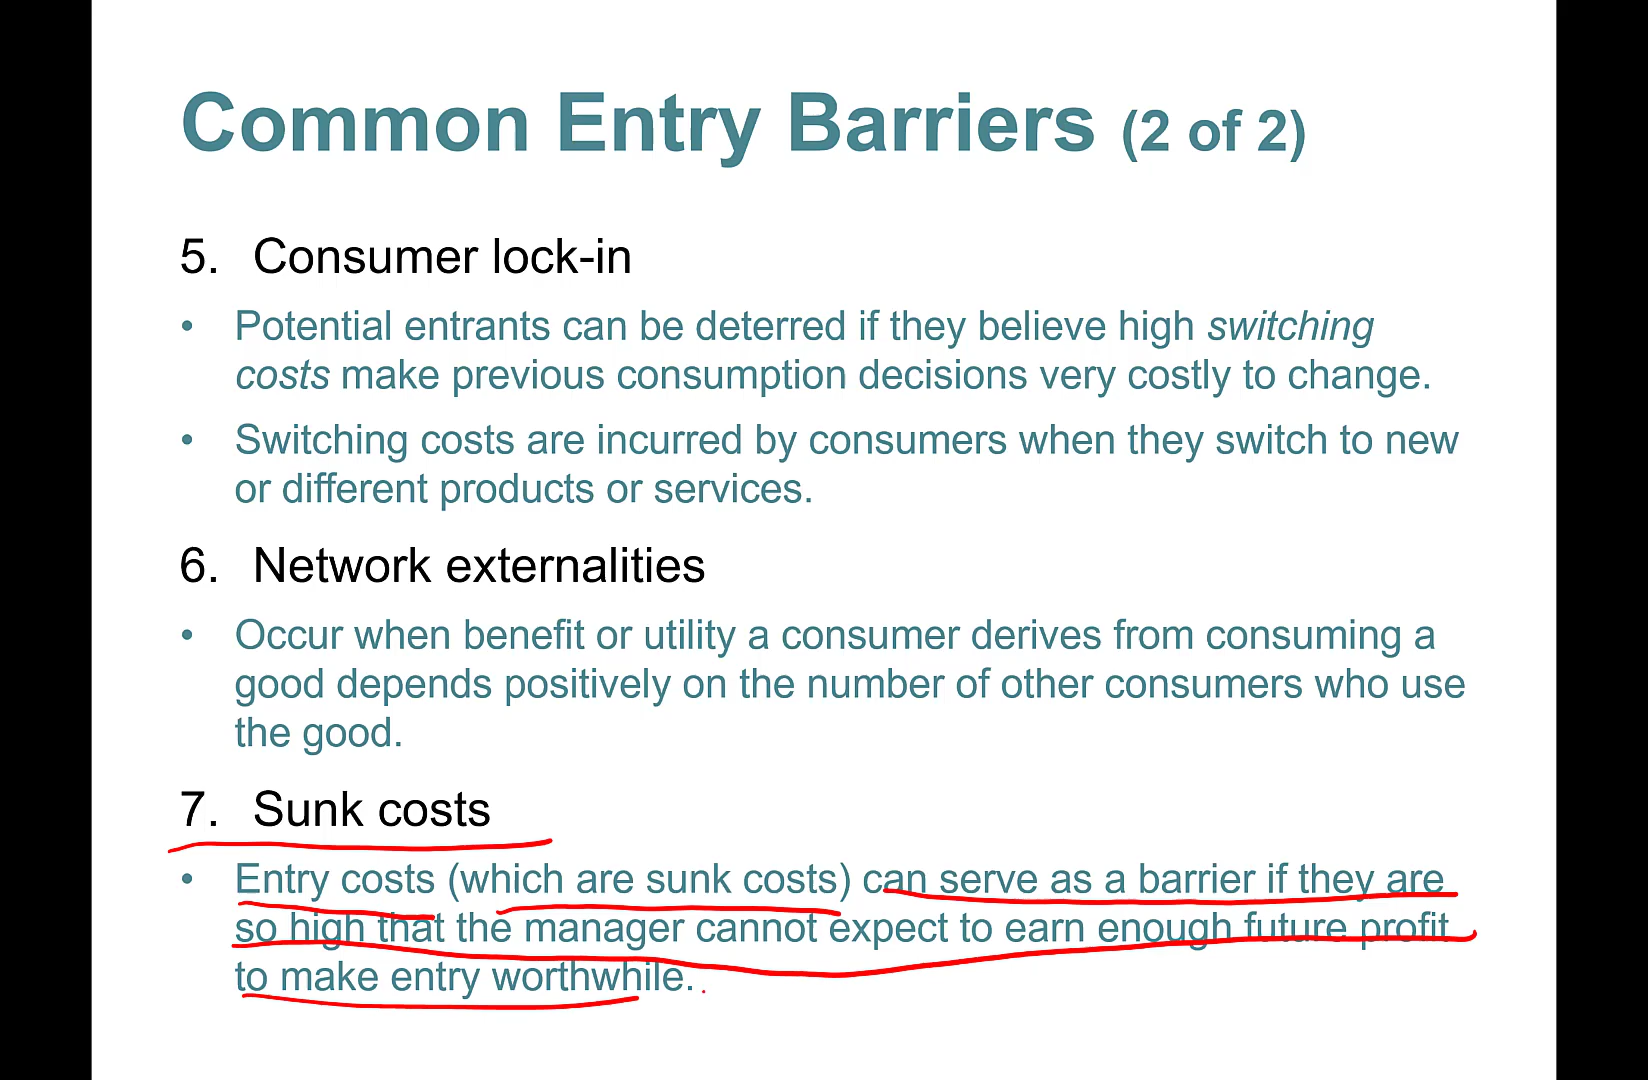 Common Entry Barriers (2 of 2)
5. Consumer lock-in
• Potential entrants can be deterred if they believe high switching
costs make previous consumption decisions very costly to change.
• Switching costs are incurred by consumers when they switch to new
or different products or services.
6. Network externalities
• Occur when benefit or utility a consumer derives from consuming a
good depends positively on the number of other consumers who use
the good.
7. Sunk costs
• Entry costs (which are sunk costs) can serve as a barrier if they are
so high that the manager cannot expect to earn enough future profit
to make entry worthwhile.